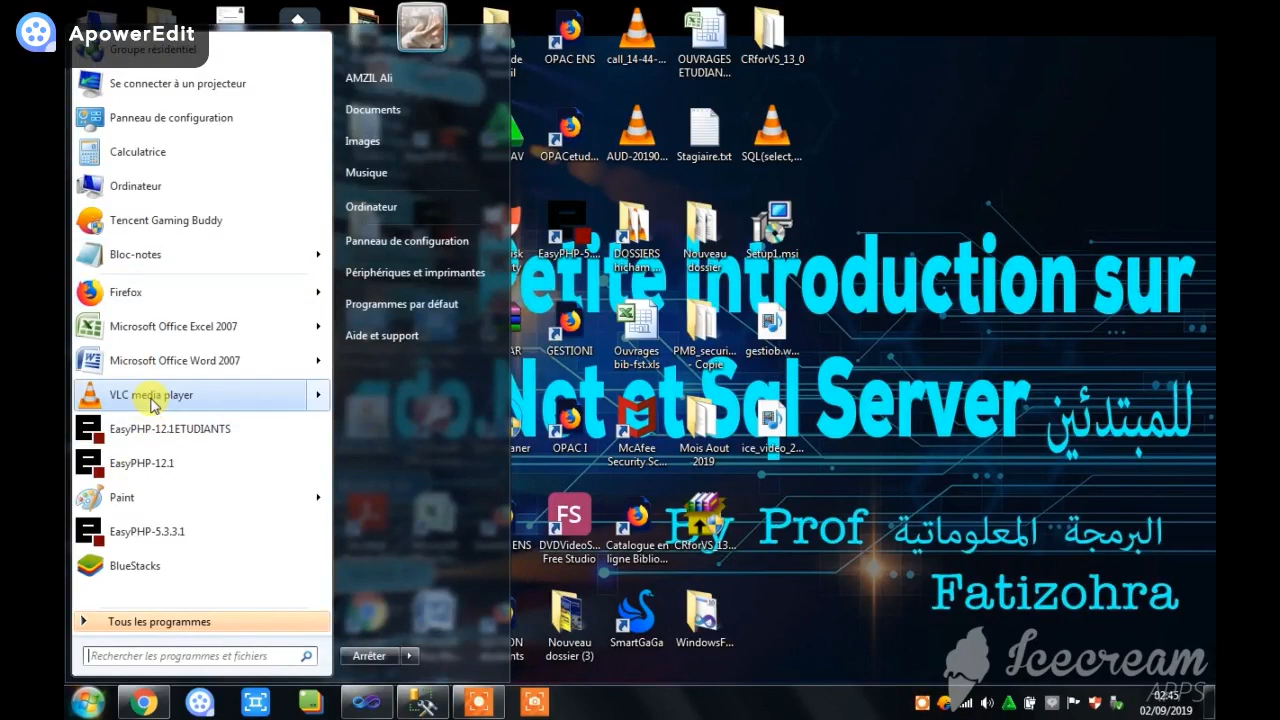 ApowerEdit
Groupe résidentiel
Se connecter à un projecteur
Panneau de configuration
Calculatrice
Ordinateur
Tencent Gaming Buddy
Bloc-notes
Firefox
Microsoft Office Excel 2007
Microsoft Office Word 2007
VLC media player
EasyPHP-12.1ETUDIANTS
EasyPHP-12.1
Paint
EasyPHP-5.3.3.1
BlueStacks
Tous les programmes
Rechercher les programmes et fichiers
AMZIL Ali
Documents
Images
Musique
Ordinateur
Panneau de configuration
Périphériques et imprimantes
Programmes par défaut
Aide et support
Arrêter
OPAC ENS
call_14-44-...
OUVRAGES
ETUDIAN...
CRforVS_13_0
OPACetud...
AUD-20190...
Stagiaire.txt
SQL(select,...
EasyPHP-5....
DOSSIERS
hicham ...
Nouveau
dossier
Setup1.msi
introduction sur
GESTIONI
Ouvrages
bib-fst.xls
PMB_securi...
- Copie
gestiob.w...
et Sql Server للمبتدئين
OPAC I
McAfee
Security Sc...
Mois Aout
2019
ice_video_2...
By Prof البرمجة المعلوماتية
FS
DVDVideoS...
Free Studio
Catalogue en
ligne Biblio...
CRforVS_13...
Fatizohra
Nouveau
dossier (3)
SmartGaGa
WindowsF...
Icecream
APPS
02:45
02/09/2019